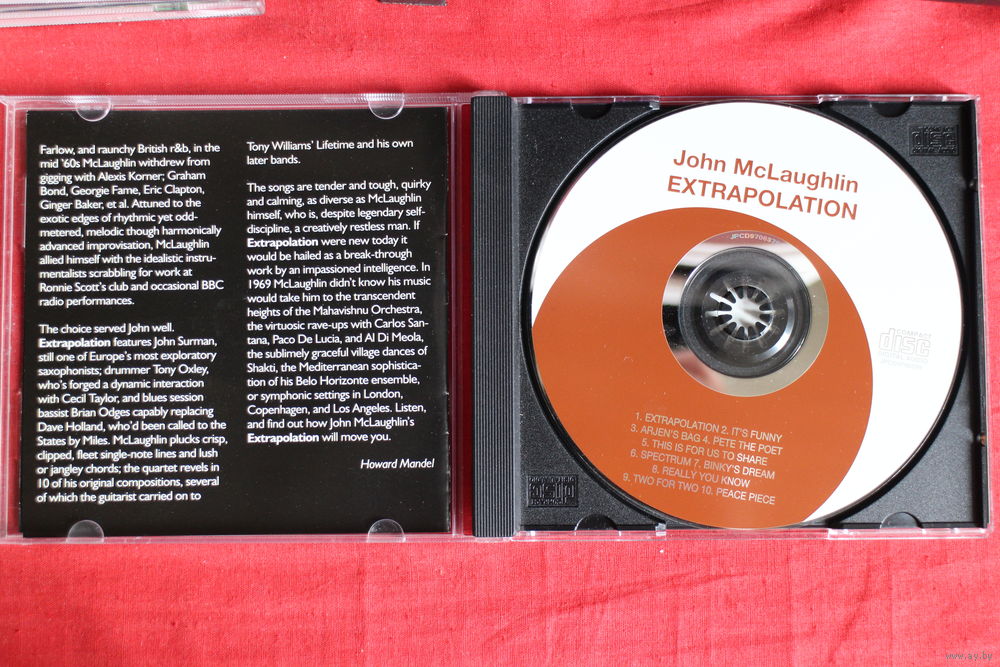 Farlow, and raunchy British r&b, in the
mid '60s McLaughlin withdrew from
gigging with Alexis Korner; Graham
Bond, Georgie Fame, Eric Clapton,
Ginger Baker, et al. Attuned to the
exotic edges of rhythmic yet odd-
metered, melodic though harmonically
advanced improvisation, McLaughlin
allied himself with the idealistic instru-
mentalists scrabbling for work at
Ronnie Scott's club and occasional BBC
radio performances.
The choice served John well.
Extrapolation features John Surman,
still one of Europe's most exploratory
saxophonists; drummer Tony Oxley,
who's forged a dynamic interaction
with Cecil Taylor, and blues session
bassist Brian Odges capably replacing
Dave Holland, who'd been called to the
States by Miles. McLaughlin plucks crisp,
clipped, fleet single-note lines and lush
or jangley chords; the quartet revels in
10 of his original compositions, several
of which the guitarist carried on to
Tony Williams' Lifetime and his own
later bands.
The songs are tender and tough, quirky
and calming, as diverse as McLaughlin
himself, who is, despite legendary self-
discipline, a creatively restless man. If
Extrapolation were new today it
would be hailed as a break-through
work by an impassioned intelligence. In
1969 McLaughlin didn't know his music
would take him to the transcendent
heights of the Mahavishnu Orchestra,
the virtuosic rave-ups with Carlos San-
tana, Paco De Lucia, and Al Di Meola,
the sublimely graceful village dances of
Shakti, the Mediterranean sophistica-
tion of his Belo Horizonte ensemble,
or symphonic settings in London,
Copenhagen, and Los Angeles. Listen,
and find out how John McLaughlin's
Extrapolation will move you.
Howard Mandel
John McLaughlin
EXTRAPOLATION
COMPACT
disc
DIGITAL AUDIO
1. EXTRAPOLATION 2. IT'S FUNNY
3. ARJEN'S BAG 4. PETE THE POET
5. THIS IS FOR US TO SHARE
6. SPECTRUM 7. BINKY'S DREAM
8. REALLY YOU KNOW
9. TWO FOR TWO 10. PEACE PIECE
www.ay.by